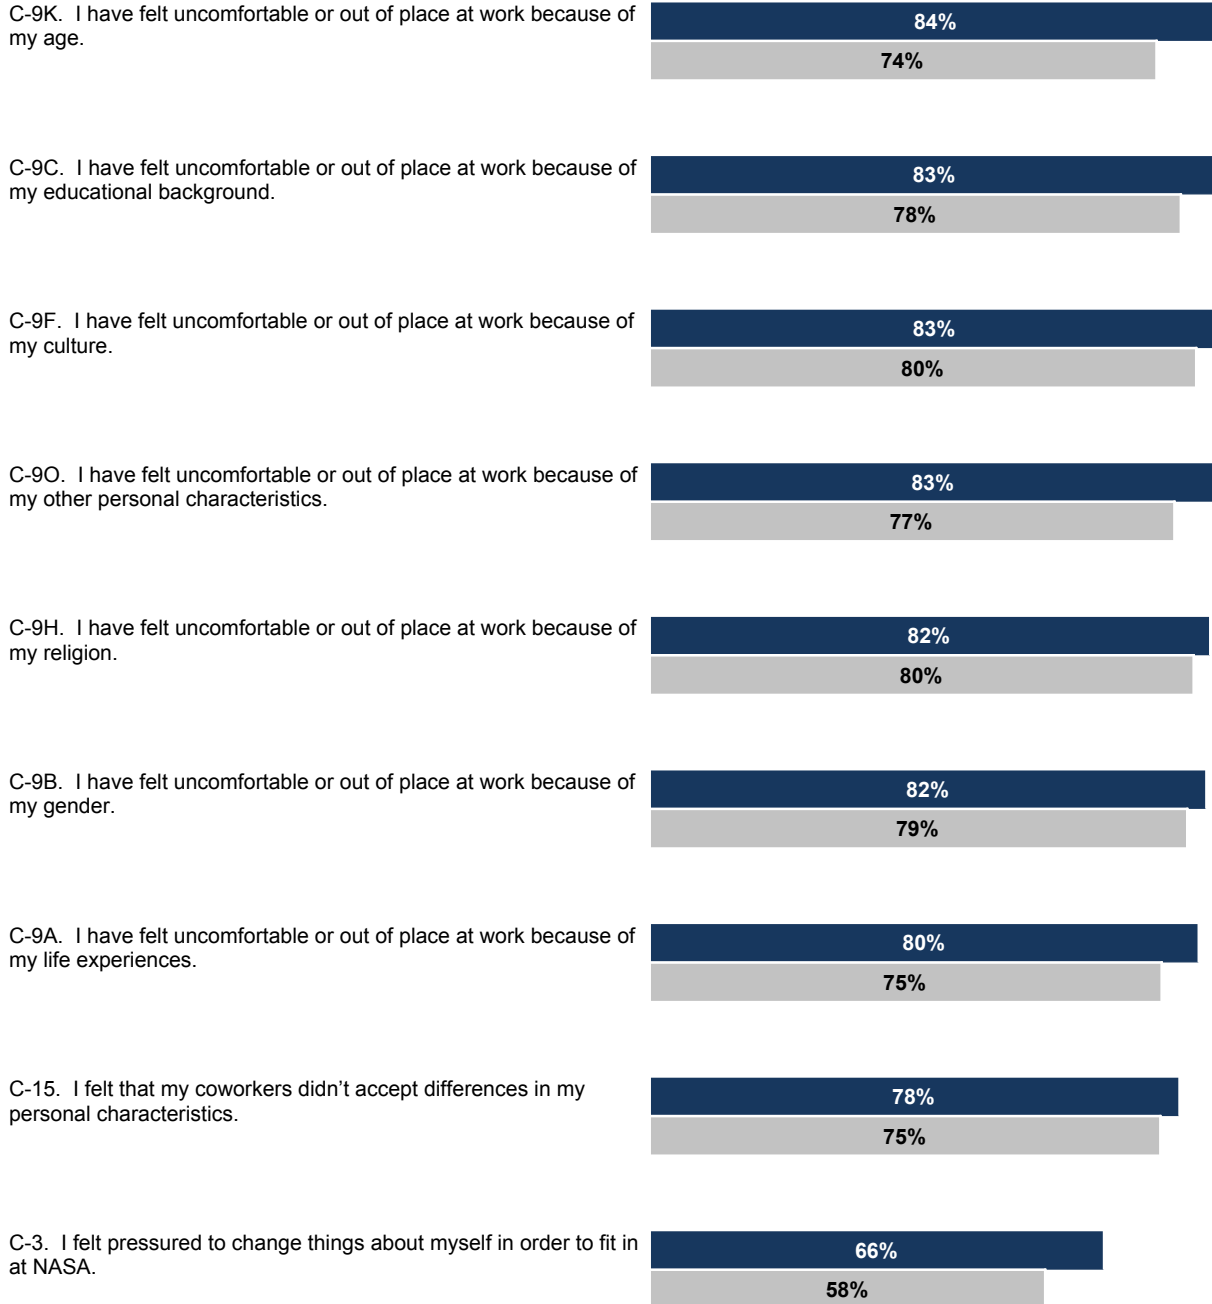 C-9K.  I have felt uncomfortable or out of place at work because of
my age.
84%
74%
C-9C.  I have felt uncomfortable or out of place at work because of
my educational background.
83%
78%
C-9F.  I have felt uncomfortable or out of place at work because of
my culture.
83%
80%
C-9O.  I have felt uncomfortable or out of place at work because of
my other personal characteristics.
83%
77%
C-9H.  I have felt uncomfortable or out of place at work because of
my religion.
82%
80%
C-9B.  I have felt uncomfortable or out of place at work because of
my gender.
82%
79%
C-9A.  I have felt uncomfortable or out of place at work because of
my life experiences.
80%
75%
C-15.  I felt that my coworkers didn’t accept differences in my
personal characteristics.
78%
75%
C-3.  I felt pressured to change things about myself in order to fit in
at NASA.
66%
58%